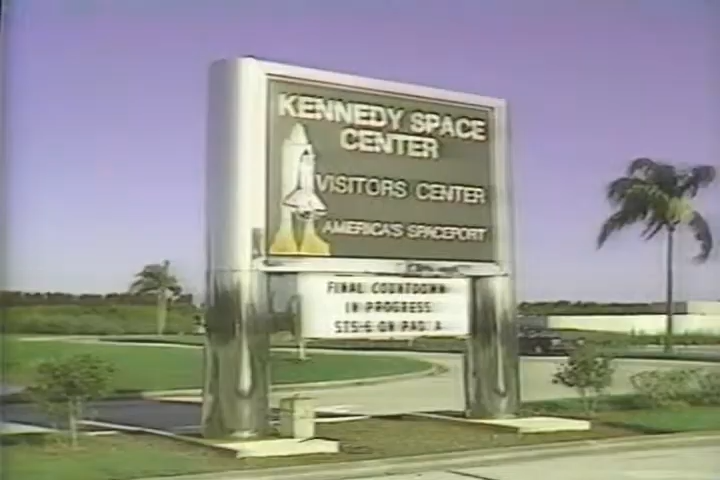 KENNEDY SPACE
CENTER
VISITORS CENTER
AMERICA'S SPACEPORT
FINAL COUNTDOWN
IN PROGRESS
STS-6 ON PAD A